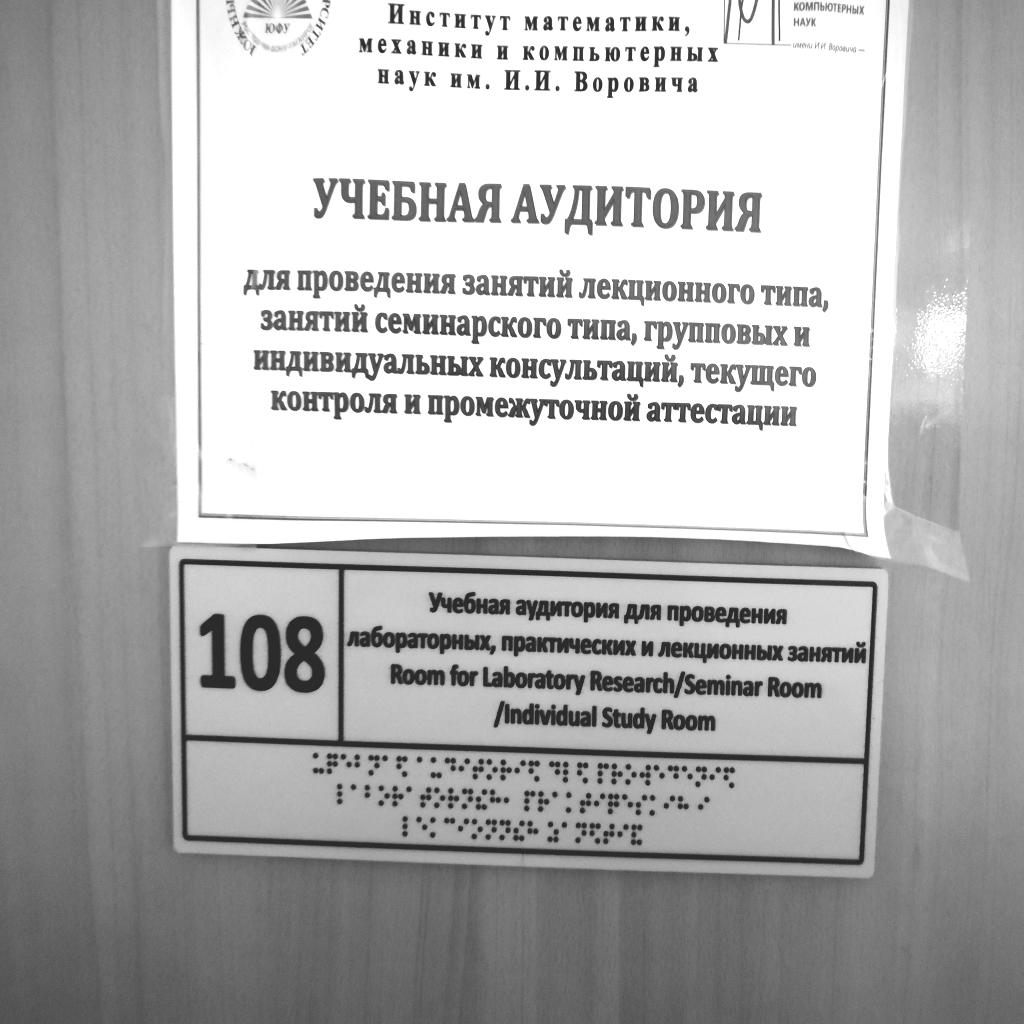 ЮФУ
Институт математики,
механики и компьютерных
наук им. И.И. Воровича
КОМПЬЮТЕРНЫХ
НАУК
имени И.И. Воровича
УЧЕБНАЯ АУДИТОРИЯ
для проведения занятий лекционного типа,
занятий семинарского типа, групповых и
индивидуальных консультаций, текущего
контроля и промежуточной аттестации
108
Учебная аудитория для проведения
лабораторных, практических и лекционных занятий
Room for Laboratory Research/Seminar Room
/Individual Study Room